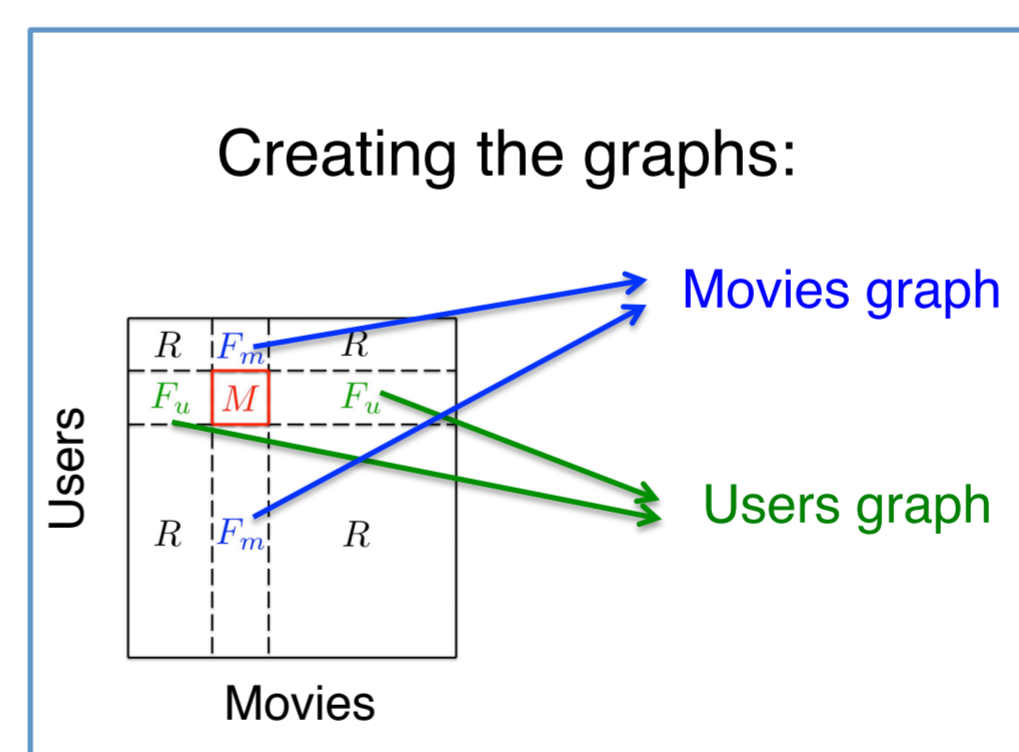 Creating the graphs:
Movies graph
R F_m R
F_u M F_u
Users
Users graph
R F_m R
Movies